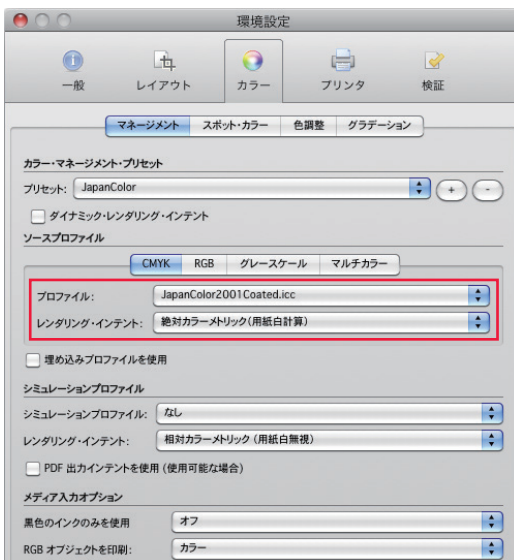 環境設定
一般 レイアウト カラー プリンタ 検証
マネージメント スポット・カラー 色調整 グラデーション
カラー・マネージメント・プリセット
プリセット: JapanColor + -
ダイナミック・レンダリング・インテント
ソースプロファイル
CMYK RGB グレースケール マルチカラー
プロファイル: JapanColor2001Coated.icc
レンダリング・インテント: 絶対カラーメトリック(用紙白計算)
埋め込みプロファイルを使用
シミュレーションプロファイル
シミュレーションプロファイル: なし
レンダリング・インテント: 相対カラーメトリック (用紙白無視)
PDF 出力インテントを使用 (使用可能な場合)
メディア入力オプション
黒色のインクのみを使用 オフ
RGB オブジェクトを印刷: カラー